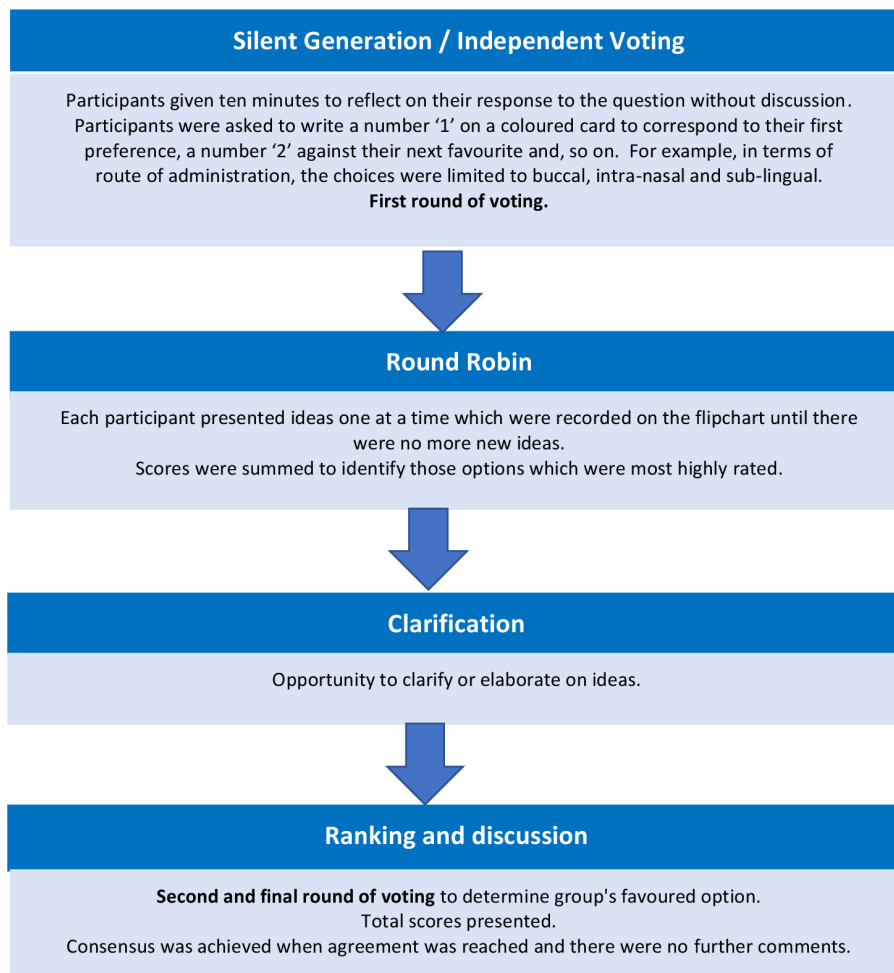 Silent Generation / Independent Voting
Participants given ten minutes to reflect on their response to the question without discussion.
Participants were asked to write a number ‘1’ on a coloured card to correspond to their first
preference, a number ‘2’ against their next favourite and, so on.  For example, in terms of
route of administration, the choices were limited to buccal, intra-nasal and sub-lingual.
First round of voting.
Round Robin
Each participant presented ideas one at a time which were recorded on the flipchart until there
were no more new ideas.
Scores were summed to identify those options which were most highly rated.
Clarification
Opportunity to clarify or elaborate on ideas.
Ranking and discussion
Second and final round of voting to determine group's favoured option.
Total scores presented.
Consensus was achieved when agreement was reached and there were no further comments.